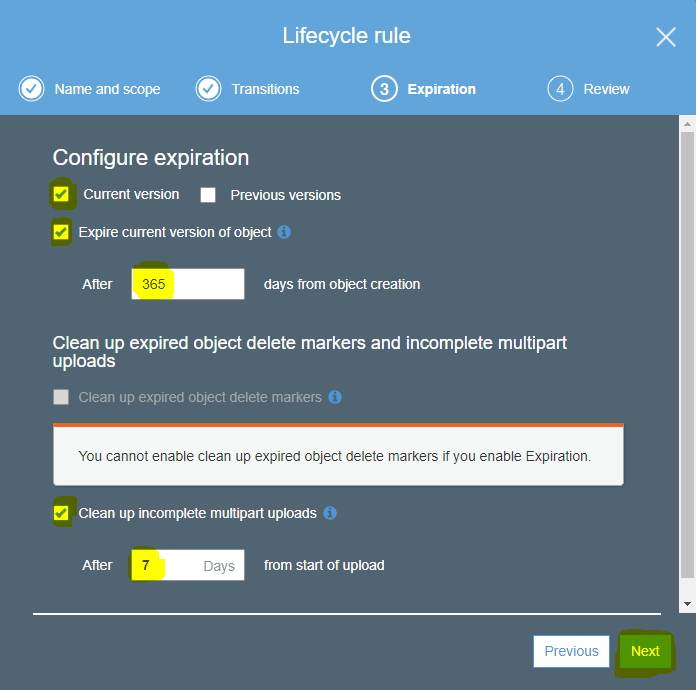 Lifecycle rule
Name and scope
Transitions
3 Expiration
4 Review
Configure expiration
Current version Previous versions
Expire current version of object
After 365 days from object creation
Clean up expired object delete markers and incomplete multipart
uploads
Clean up expired object delete markers
You cannot enable clean up expired object delete markers if you enable Expiration.
Clean up incomplete multipart uploads
After 7 Days from start of upload
Previous Next